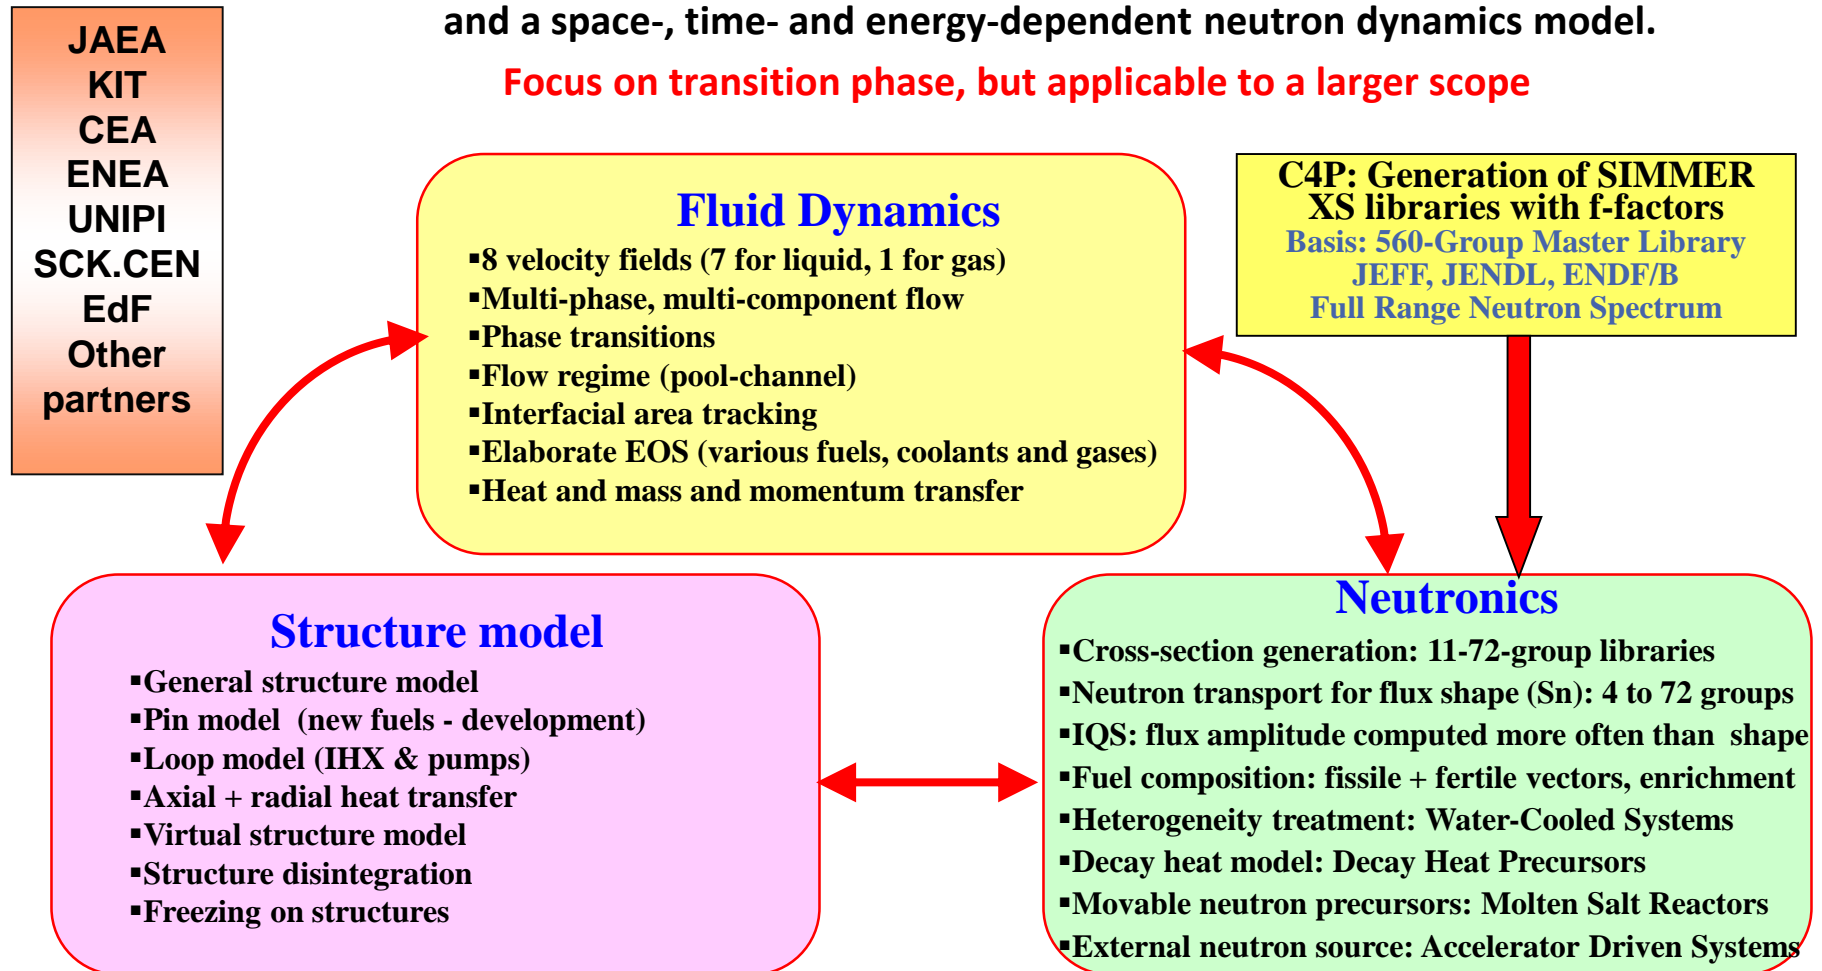 JAEA
KIT
CEA
ENEA
UNIPI
SCK.CEN
EdF
Other
partners
and a space-, time- and energy-dependent neutron dynamics model.
Focus on transition phase, but applicable to a larger scope
Fluid Dynamics
▪8 velocity fields (7 for liquid, 1 for gas)
▪Multi-phase, multi-component flow
▪Phase transitions
▪Flow regime (pool-channel)
▪Interfacial area tracking
▪Elaborate EOS (various fuels, coolants and gases)
▪Heat and mass and momentum transfer
C4P: Generation of SIMMER
XS libraries with f-factors
Basis: 560-Group Master Library
JEFF, JENDL, ENDF/B
Full Range Neutron Spectrum
Structure model
▪General structure model
▪Pin model (new fuels - development)
▪Loop model (IHX & pumps)
▪Axial + radial heat transfer
▪Virtual structure model
▪Structure disintegration
▪Freezing on structures
Neutronics
▪Cross-section generation: 11-72-group libraries
▪Neutron transport for flux shape (Sn): 4 to 72 groups
▪IQS: flux amplitude computed more often than shape
▪Fuel composition: fissile + fertile vectors, enrichment
▪Heterogeneity treatment: Water-Cooled Systems
▪Decay heat model: Decay Heat Precursors
▪Movable neutron precursors: Molten Salt Reactors
▪External neutron source: Accelerator Driven Systems